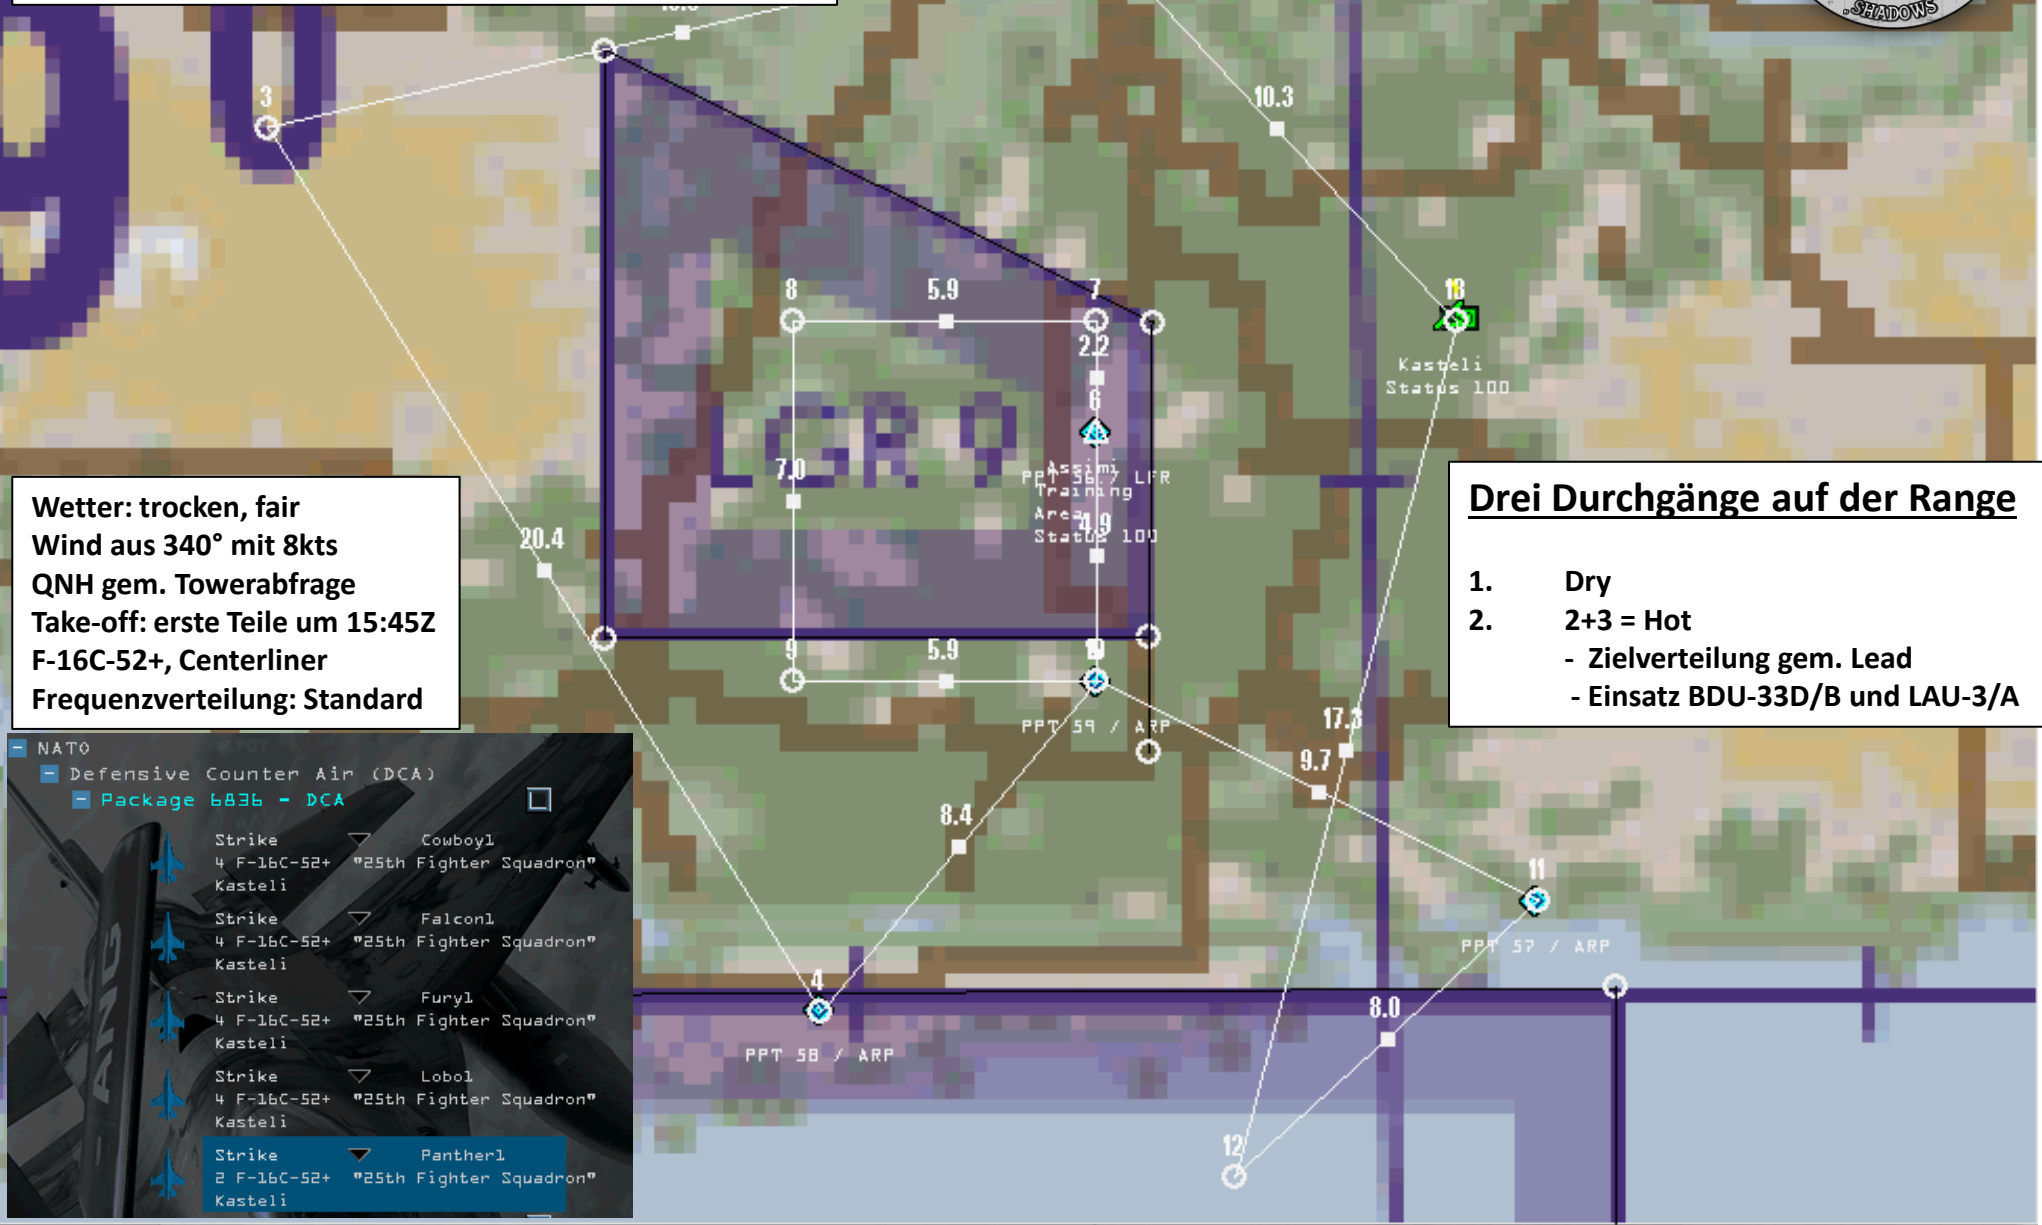 SHADOWS
3
10.3
8
5.9
7
13
2.2
6
Kasteli
Status 100
LGR 9
7.0
Assimi
PPT 56.7 LFR
Training
Area
4.9
Status 100
20.4
Wetter: trocken, fair
Wind aus 340° mit 8kts
QNH gem. Towerabfrage
Take-off: erste Teile um 15:45Z
F-16C-52+, Centerliner
Frequenzverteilung: Standard
Drei Durchgänge auf der Range
1. Dry
2. 2+3 = Hot
- Zielverteilung gem. Lead
- Einsatz BDU-33D/B und LAU-3/A
9
5.9
PPT 59 / ARP
17.3
9.7
8.4
11
PPT 57 / ARP
4
PPT 58 / ARP
8.0
12
NATO
Defensive Counter Air (DCA)
Package 6836 - DCA
Strike Cowboy1
4 F-16C-52+ "25th Fighter Squadron"
Kasteli
Strike Falcon1
4 F-16C-52+ "25th Fighter Squadron"
Kasteli
Strike Fury1
4 F-16C-52+ "25th Fighter Squadron"
Kasteli
Strike Lobo1
4 F-16C-52+ "25th Fighter Squadron"
Kasteli
Strike Panther1
2 F-16C-52+ "25th Fighter Squadron"
Kasteli
ANG